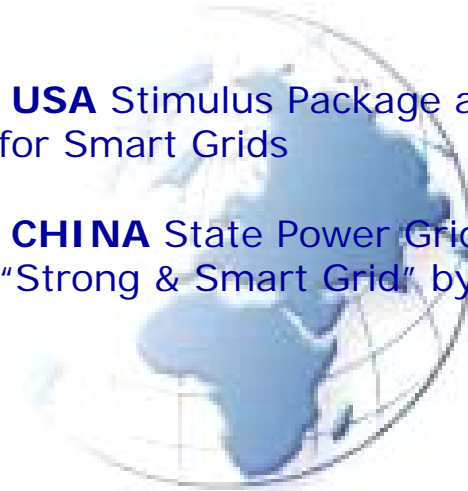 USA Stimulus Package a
for Smart Grids
CHINA State Power Grid
“Strong & Smart Grid” by